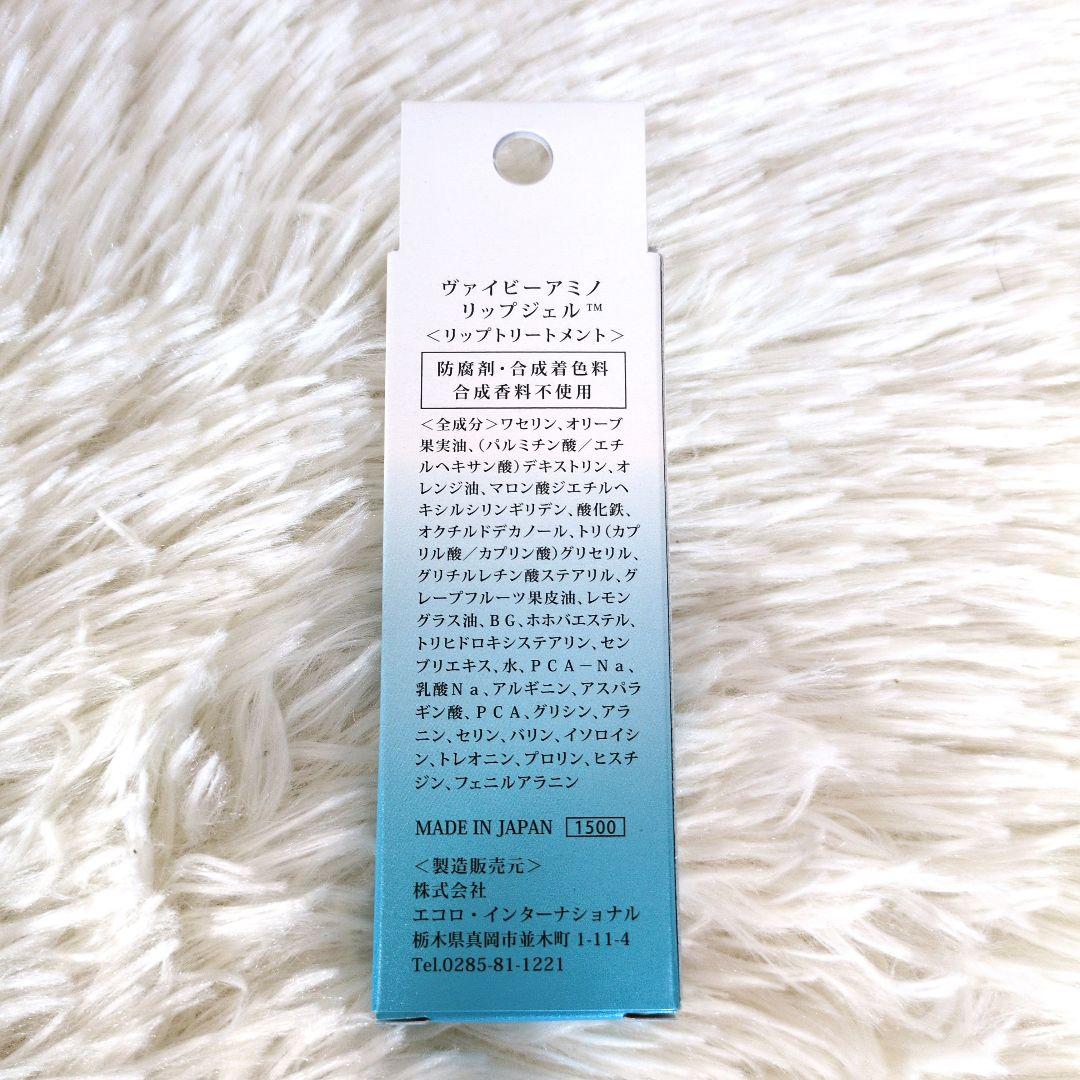 ヴァイビーアミノ
リップジェル™
＜リップトリートメント＞
防腐剤・合成着色料
合成香料不使用
＜全成分＞ワセリン、オリーブ
果実油、（パルミチン酸／エチ
ルヘキサン酸）デキストリン、オ
レンジ油、マロン酸ジエチルヘ
キシルシリンギリデン、酸化鉄、
オクチルドデカノール、トリ（カプ
リル酸／カプリン酸）グリセリル、
グリチルレチン酸ステアリル、グ
レープフルーツ果皮油、レモン
グラス油、BG、ホホバエステル、
トリヒドロキシステアリン、セン
ブリエキス、水、PCA－Na、
乳酸Na、アルギニン、アスパラ
ギン酸、PCA、グリシン、アラ
ニン、セリン、バリン、イソロイシ
ン、トレオニン、プロリン、ヒスチ
ジン、フェニルアラニン
MADE IN JAPAN 1500
＜製造販売元＞
株式会社
エコロ・インターナショナル
栃木県真岡市並木町 1-11-4
Tel.0285-81-1221